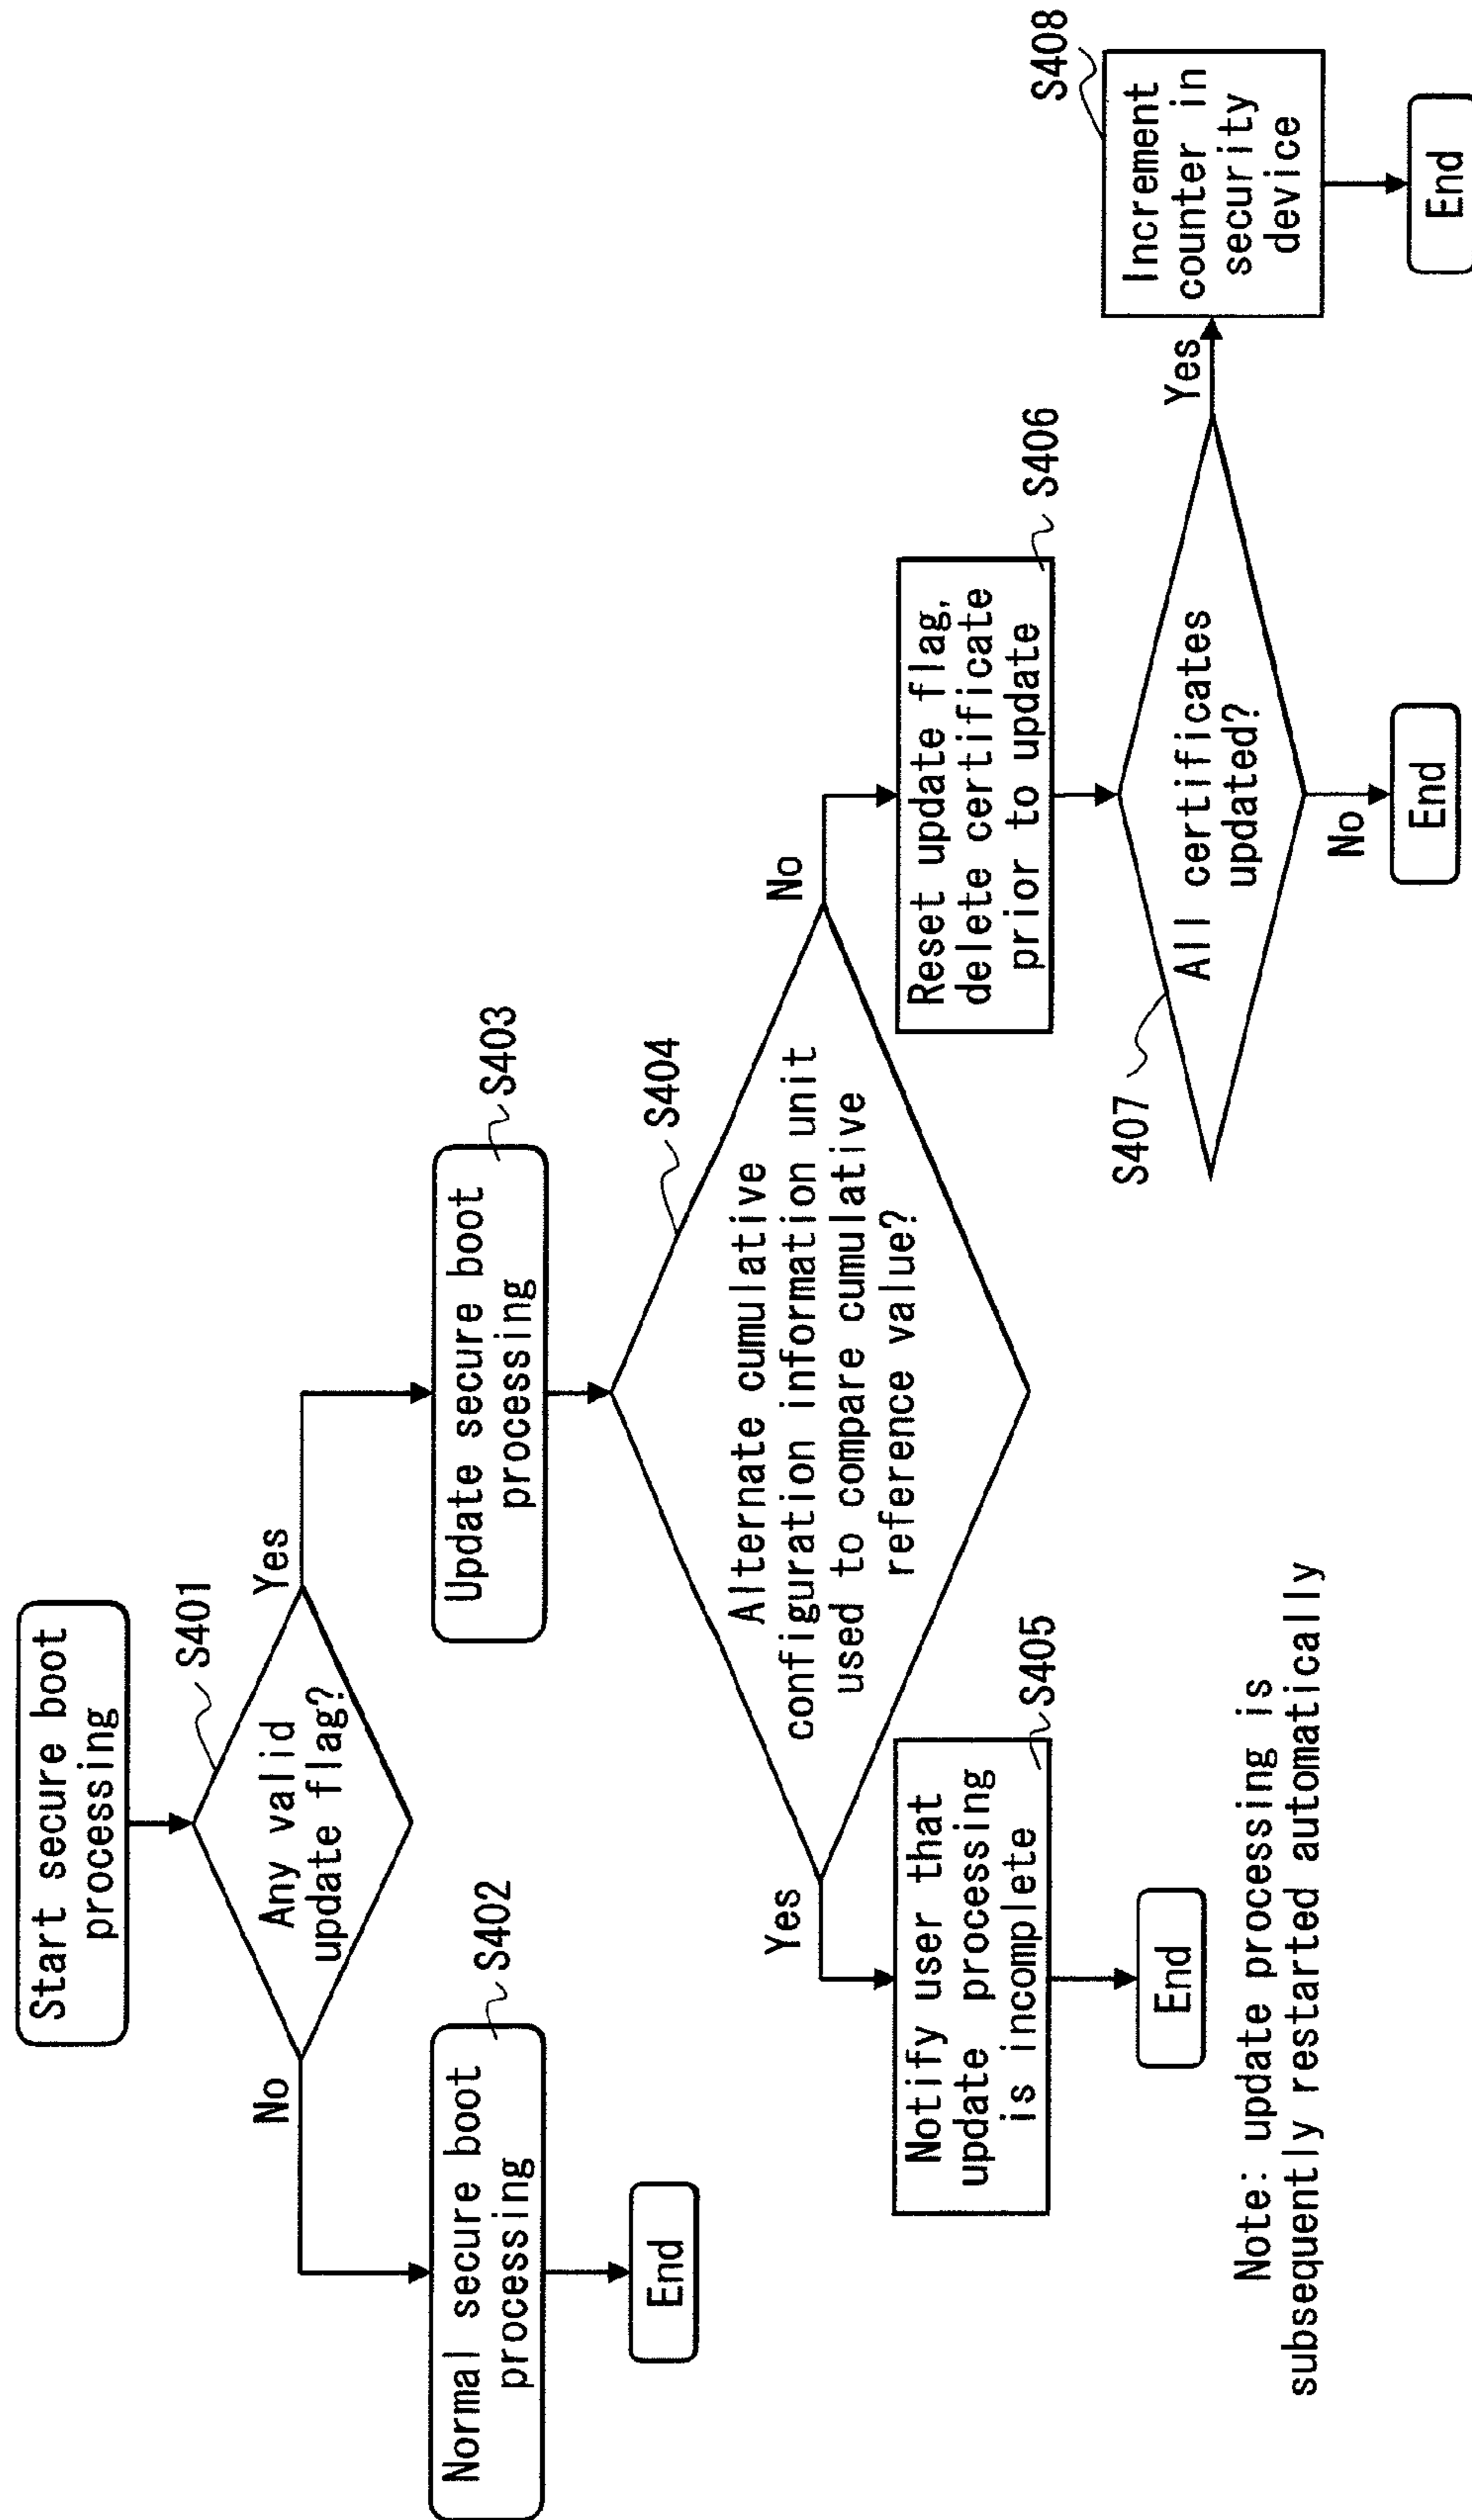 Start secure boot
processing
S401
Any valid
update flag?
No
Yes
S402
Normal secure boot
processing
End
S403
Update secure boot
processing
S404
Alternate cumulative
configuration information unit
used to compare cumulative
reference value?
Yes
No
S405
Notify user that
update processing
is incomplete
End
Note: update processing is
subsequently restarted automatically
S406
Reset update flag,
delete certificate
prior to update
S407
All certificates
updated?
No
End
Yes
S408
Increment
counter in
security
device
End